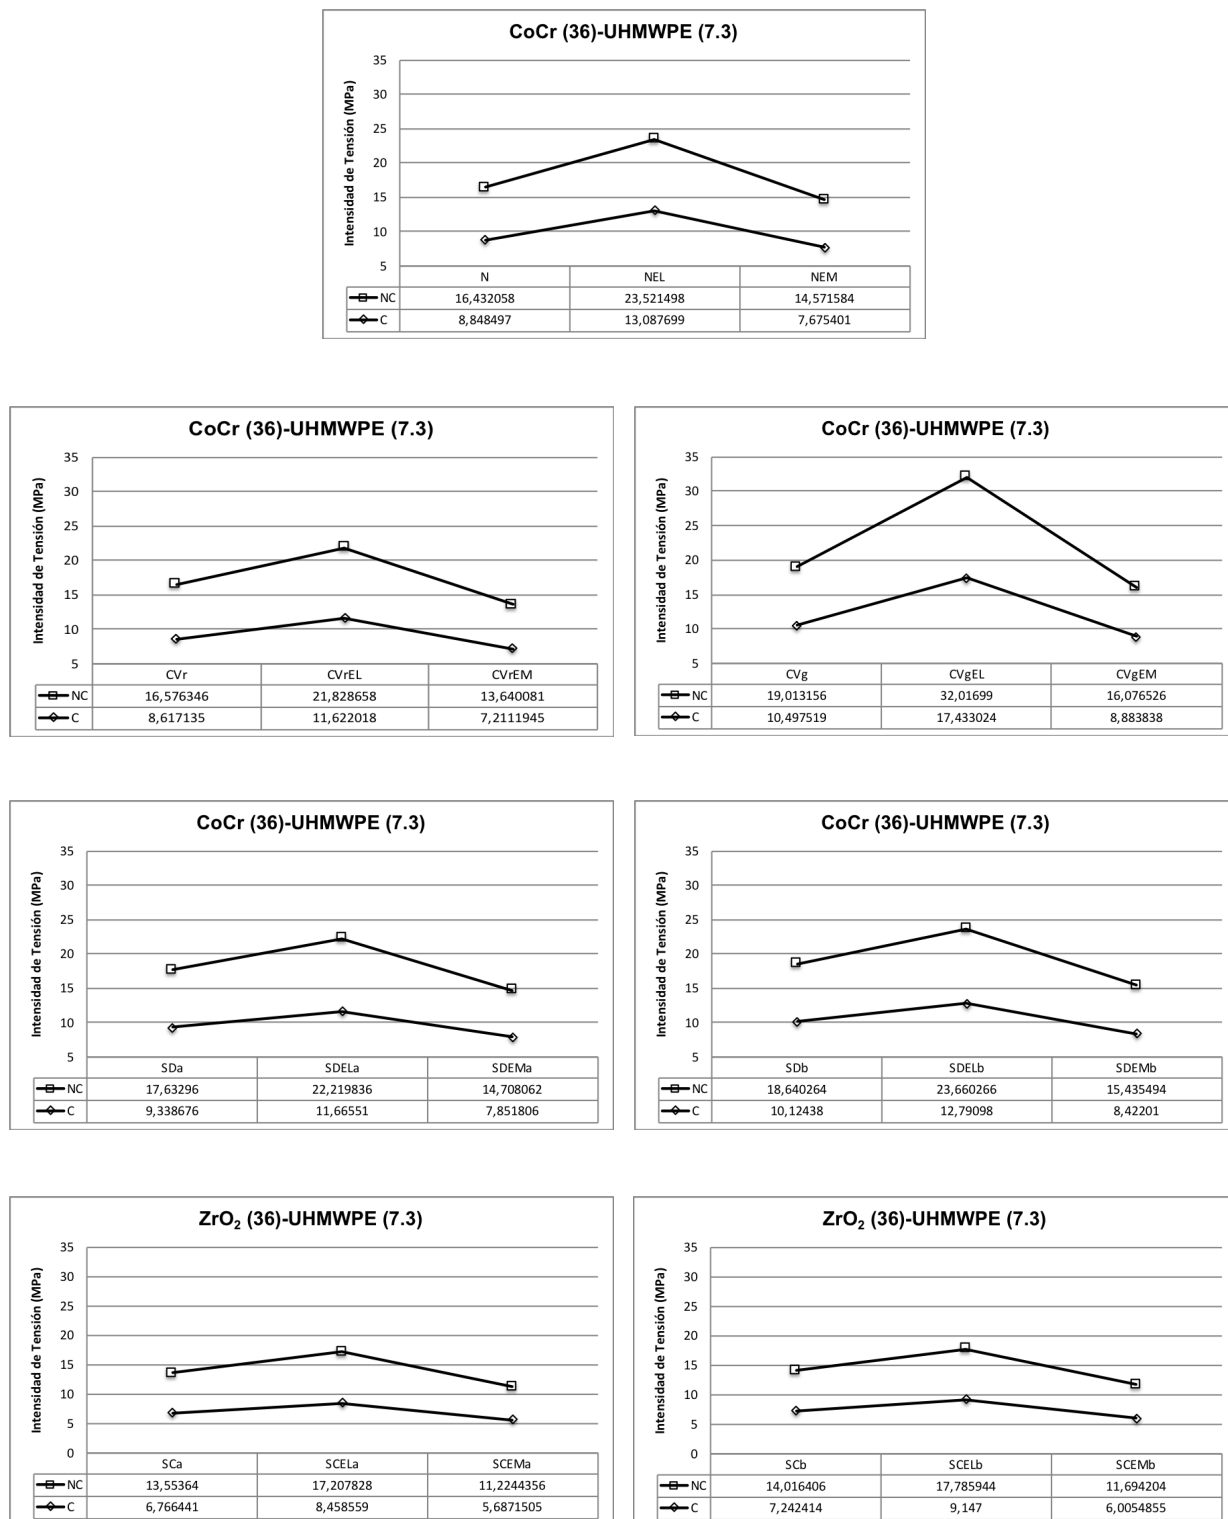 CoCr (36)-UHMWPE (7.3)
Intensidad de Tensión (MPa)
35
30
25
20
15
10
5
N NEL NEM
NC 16,432058 23,521498 14,571584
C 8,848497 13,087699 7,675401
CoCr (36)-UHMWPE (7.3)
Intensidad de Tensión (MPa)
35
30
25
20
15
10
5
CVr CVrEL CVrEM
NC 16,576346 21,828658 13,640081
C 8,617135 11,622018 7,2111945
CoCr (36)-UHMWPE (7.3)
Intensidad de Tensión (MPa)
35
30
25
20
15
10
5
CVg CVgEL CVgEM
NC 19,013156 32,01699 16,076526
C 10,497519 17,433024 8,883838
CoCr (36)-UHMWPE (7.3)
Intensidad de Tensión (MPa)
35
30
25
20
15
10
5
SDa SDELa SDEMa
NC 17,63296 22,219836 14,708062
C 9,338676 11,66551 7,851806
CoCr (36)-UHMWPE (7.3)
Intensidad de Tensión (MPa)
35
30
25
20
15
10
5
SDb SDELb SDEMb
NC 18,640264 23,660266 15,435494
C 10,12438 12,79098 8,42201
ZrO₂ (36)-UHMWPE (7.3)
Intensidad de Tensión (MPa)
35
30
25
20
15
10
5
0
SCa SCELa SCEMa
NC 13,55364 17,207828 11,2244356
C 6,766441 8,458559 5,6871505
ZrO₂ (36)-UHMWPE (7.3)
Intensidad de Tensión (MPa)
35
30
25
20
15
10
5
0
SCb SCELb SCEMb
NC 14,016406 17,785944 11,694204
C 7,242414 9,147 6,0054855